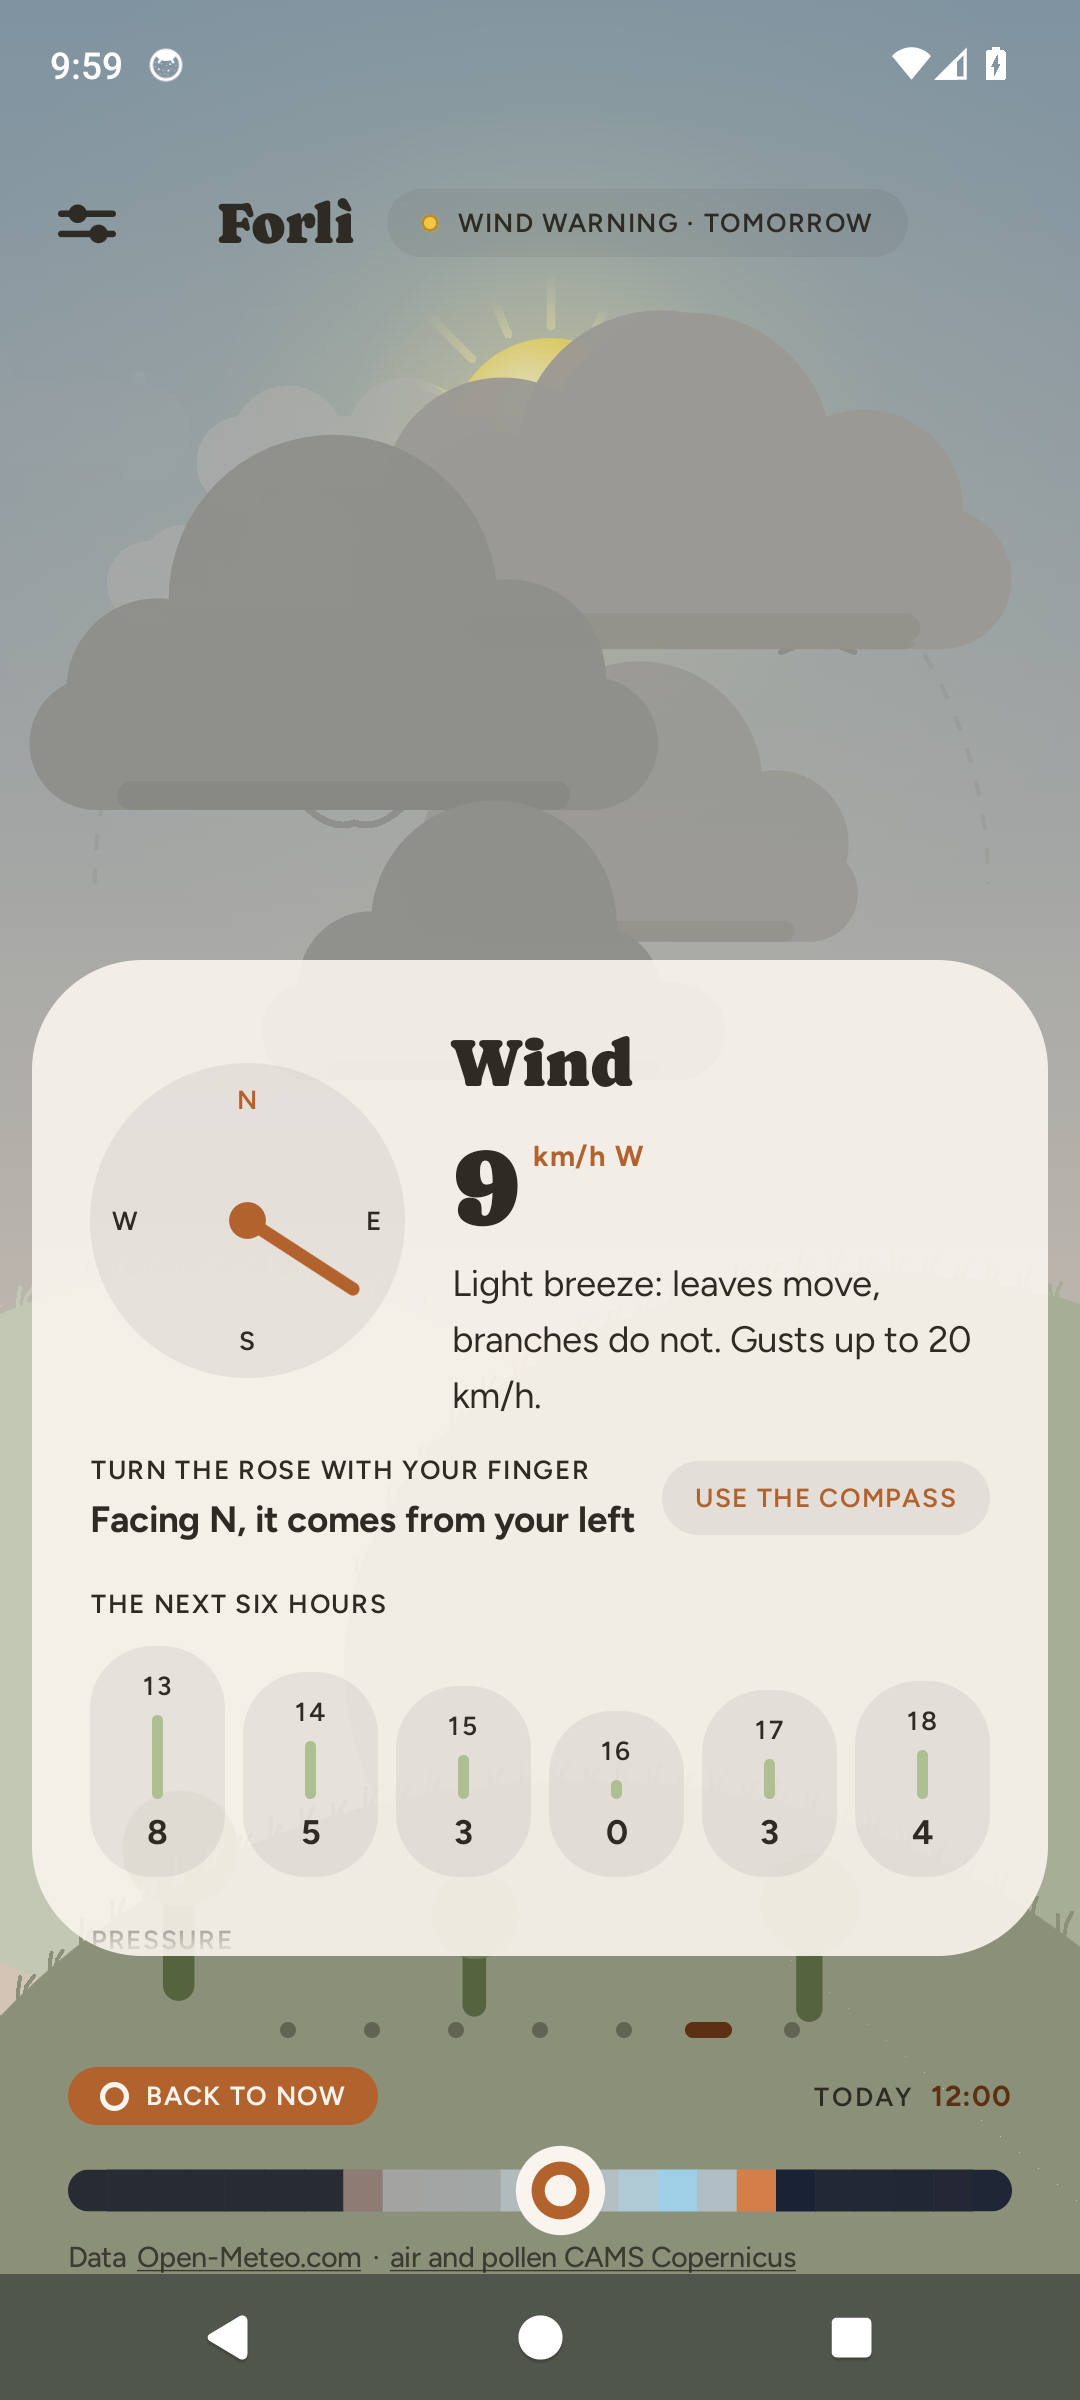 9:59
Forlì
WIND WARNING · TOMORROW
Wind
N
W
E
S
9 km/h W
Light breeze: leaves move,
branches do not. Gusts up to 20
km/h.
TURN THE ROSE WITH YOUR FINGER
Facing N, it comes from your left
USE THE COMPASS
THE NEXT SIX HOURS
13 14 15 16 17 18
8 5 3 0 3 4
PRESSURE
BACK TO NOW
TODAY 12:00
Data Open-Meteo.com · air and pollen CAMS Copernicus